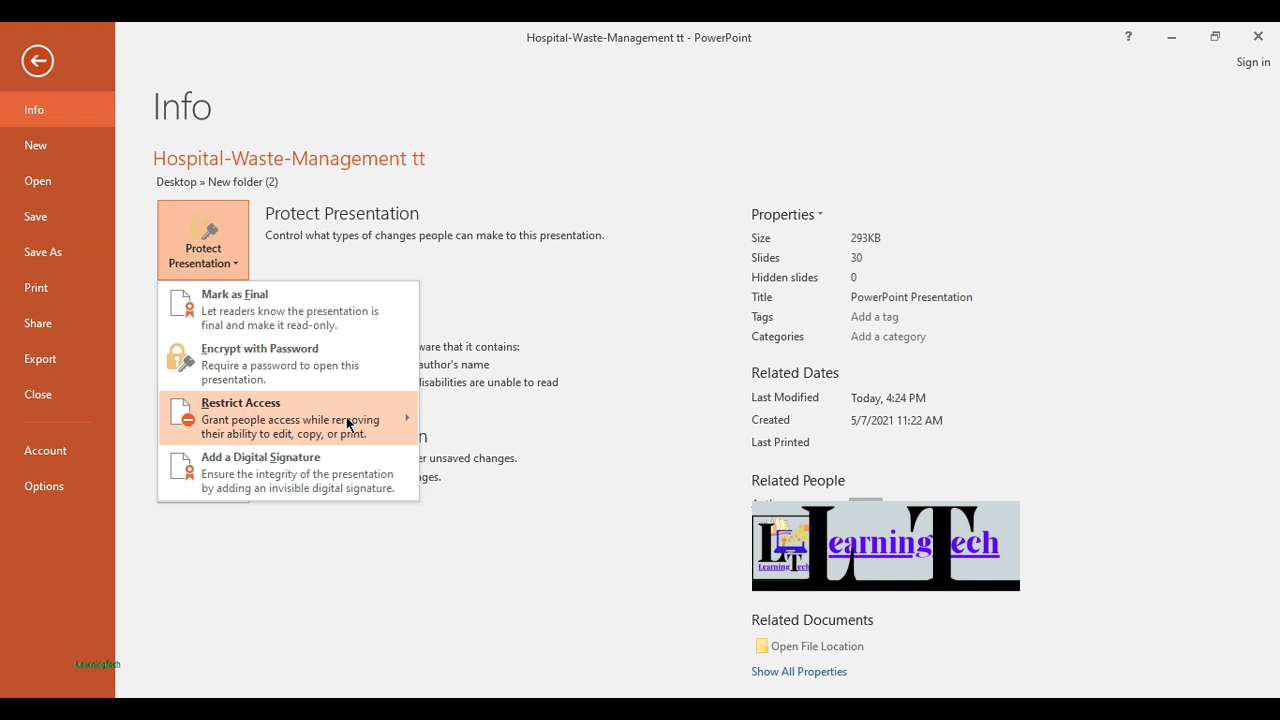 Hospital-Waste-Management tt - PowerPoint
?
Sign in
Info
New
Open
Save
Save As
Print
Share
Export
Close
Account
Options
Info
Hospital-Waste-Management tt
Desktop » New folder (2)
Protect
Presentation
Protect Presentation
Control what types of changes people can make to this presentation.
Mark as Final
Let readers know the presentation is
final and make it read-only.
Encrypt with Password
Require a password to open this
presentation.
Restrict Access
Grant people access while removing
their ability to edit, copy, or print.
Add a Digital Signature
Ensure the integrity of the presentation
by adding an invisible digital signature.
ware that it contains:
author's name
disabilities are unable to read
n
er unsaved changes.
ges.
Properties
Size 293KB
Slides 30
Hidden slides 0
Title PowerPoint Presentation
Tags Add a tag
Categories Add a category
Related Dates
Last Modified Today, 4:24 PM
Created 5/7/2021 11:22 AM
Last Printed
Related People
LT
LearningTech
LearningTech
Related Documents
Open File Location
Show All Properties
LearningTech